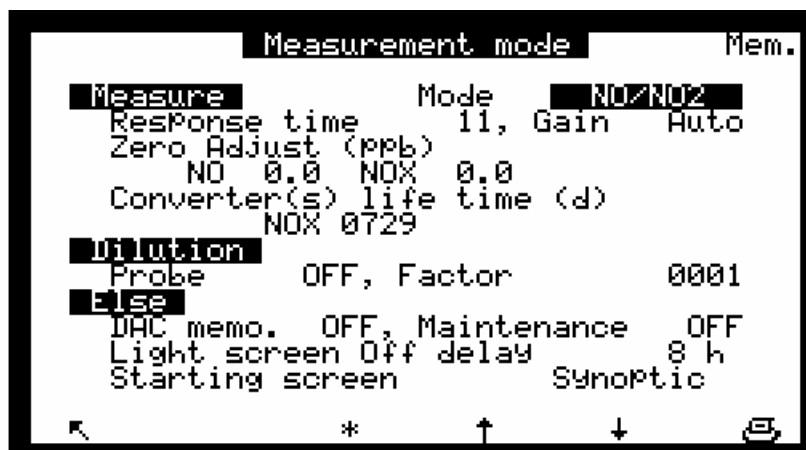 Measurement mode Mem.
Measure Mode NO/NO2
Response time 11, Gain Auto
Zero Adjust (ppb)
NO 0.0 NOX 0.0
Converter(s) life time (d)
NOX 0729
Dilution
Probe OFF, Factor 0001
Else
DAC memo. OFF, Maintenance OFF
Light screen Off delay 8 h
Starting screen Synoptic
*